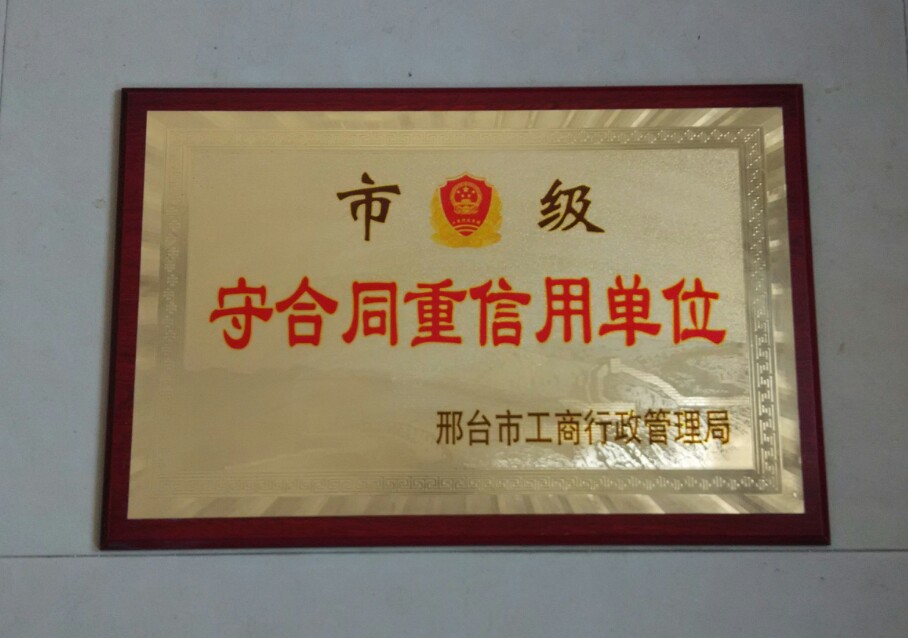 市 级
守合同重信用单位
邢台市工商行政管理局